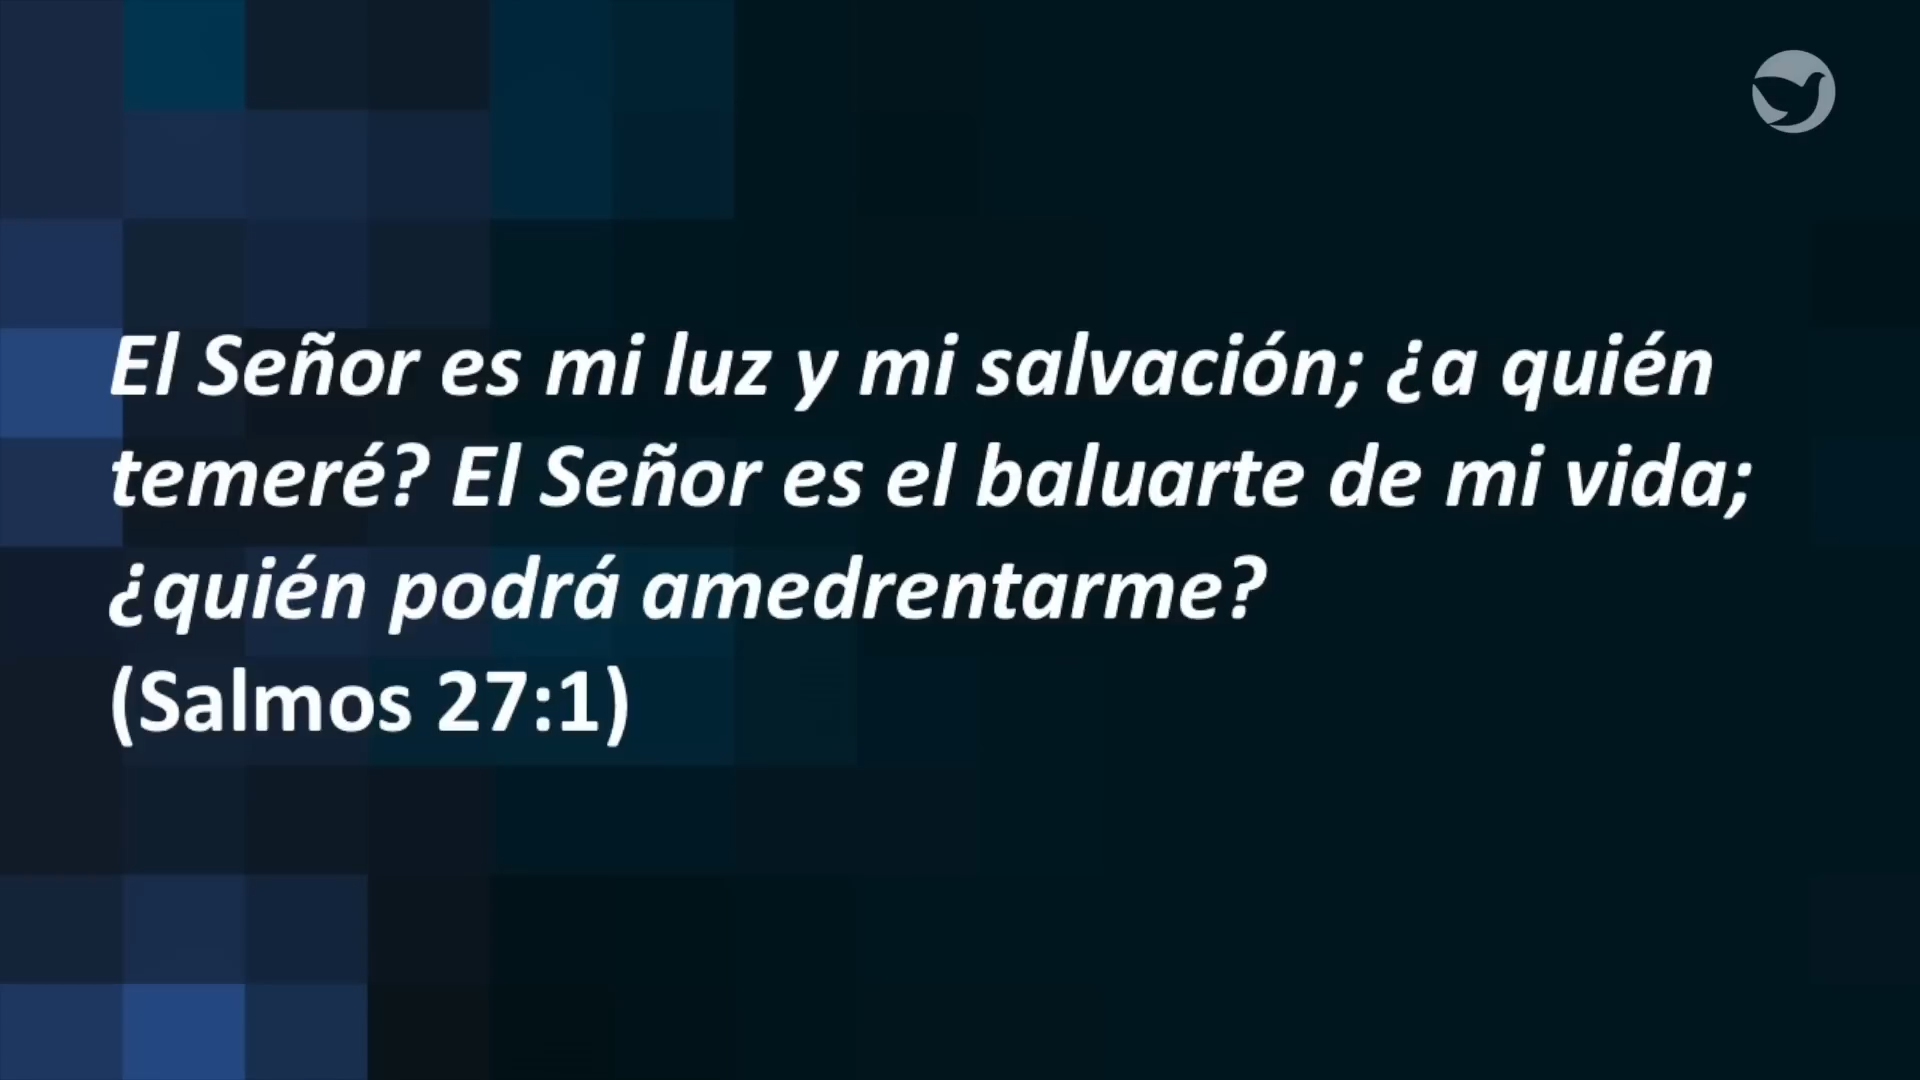 El Señor es mi luz y mi salvación; ¿a quién
temeré? El Señor es el baluarte de mi vida;
¿quién podrá amedrentarme?
(Salmos 27:1)